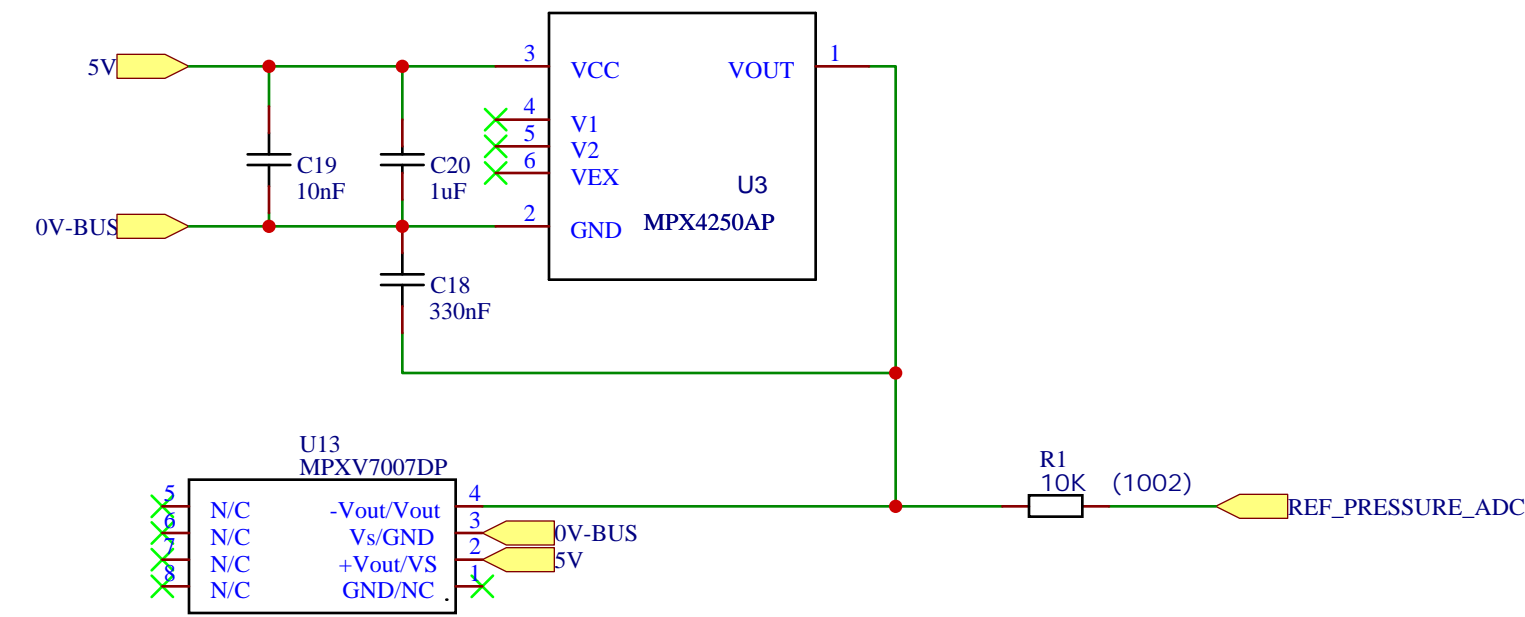 5V
3
VCC
VOUT
1
4
V1
5
V2
6
VEX
C19
10nF
C20
1uF
U3
0V-BUS
2
GND
MPX4250AP
C18
330nF
U13
MPXV7007DP
R1
10K (1002)
5
N/C
-Vout/Vout
4
REF_PRESSURE_ADC
6
N/C
Vs/GND
3
0V-BUS
7
N/C
+Vout/VS
2
5V
8
N/C
GND/NC
1